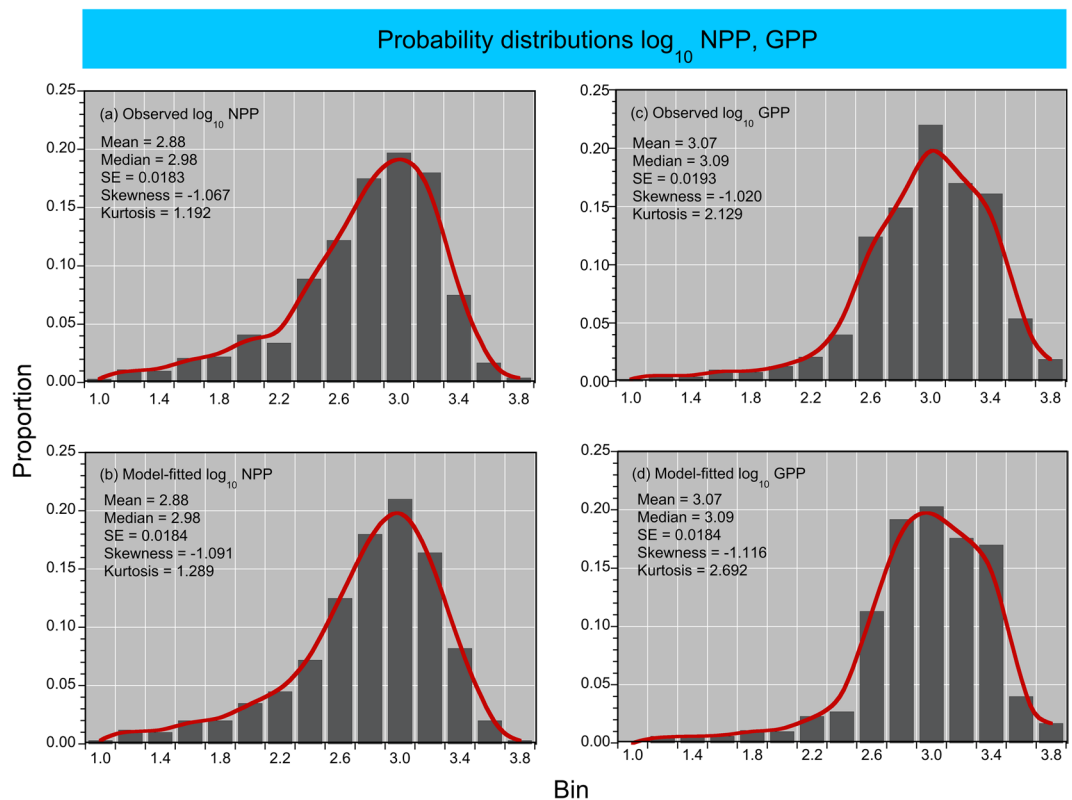 Probability distributions log10 NPP, GPP
Proportion
(a) Observed log10 NPP
Mean = 2.88
Median = 2.98
SE = 0.0183
Skewness = -1.067
Kurtosis = 1.192
0.25
0.20
0.15
0.10
0.05
0.00
1.0 1.4 1.8 2.2 2.6 3.0 3.4 3.8
(c) Observed log10 GPP
Mean = 3.07
Median = 3.09
SE = 0.0193
Skewness = -1.020
Kurtosis = 2.129
0.25
0.20
0.15
0.10
0.05
0.00
1.0 1.4 1.8 2.2 2.6 3.0 3.4 3.8
(b) Model-fitted log10 NPP
Mean = 2.88
Median = 2.98
SE = 0.0184
Skewness = -1.091
Kurtosis = 1.289
0.25
0.20
0.15
0.10
0.05
0.00
1.0 1.4 1.8 2.2 2.6 3.0 3.4 3.8
(d) Model-fitted log10 GPP
Mean = 3.07
Median = 3.09
SE = 0.0184
Skewness = -1.116
Kurtosis = 2.692
0.25
0.20
0.15
0.10
0.05
0.00
1.0 1.4 1.8 2.2 2.6 3.0 3.4 3.8
Bin